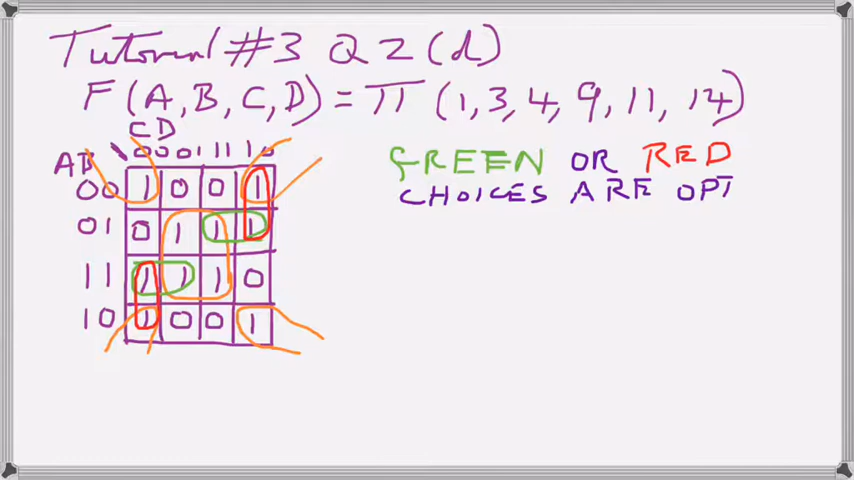 Tutorial #3 Q2(d)
F(A,B,C,D) = Π (1,3,4,9,11,14)
CD
AB 00 01 11 10
00 1 0 0 1
01 0 1 1 1
11 1 1 1 0
10 1 0 0 1
GREEN OR RED
CHOICES ARE OPT